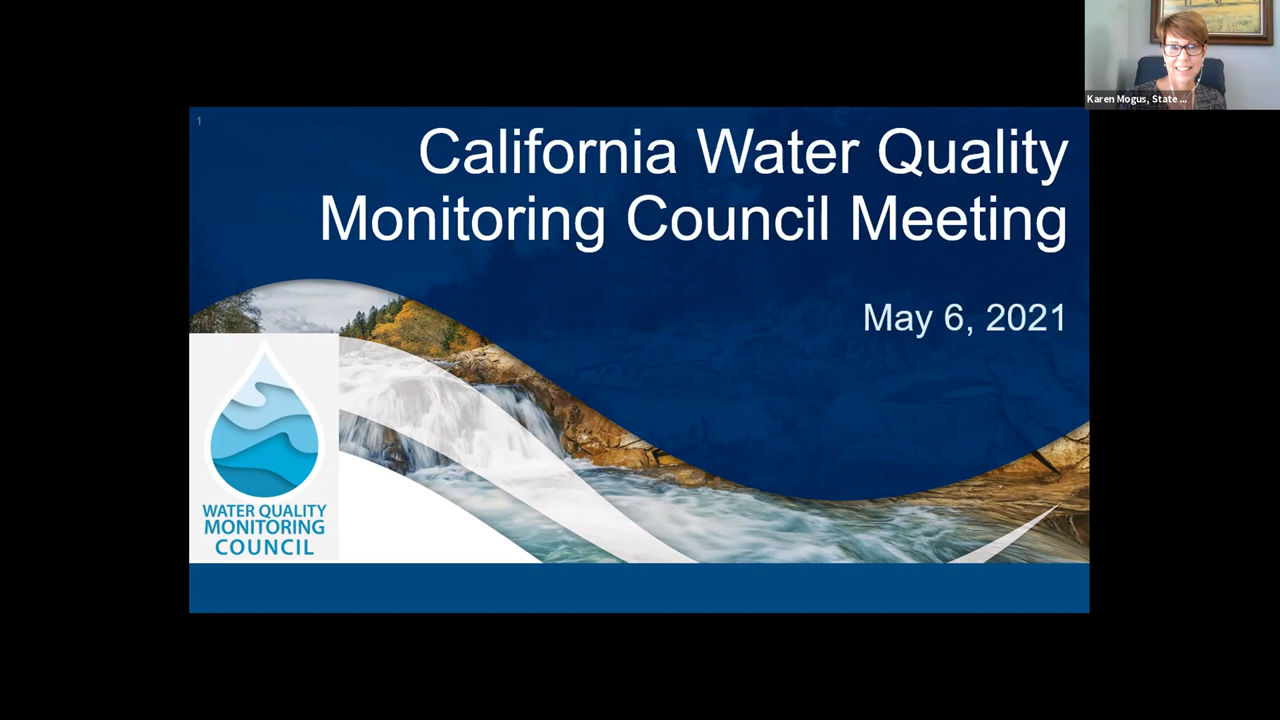 Karen Mogus, State ...
1
California Water Quality
Monitoring Council Meeting
May 6, 2021
WATER QUALITY
MONITORING
COUNCIL